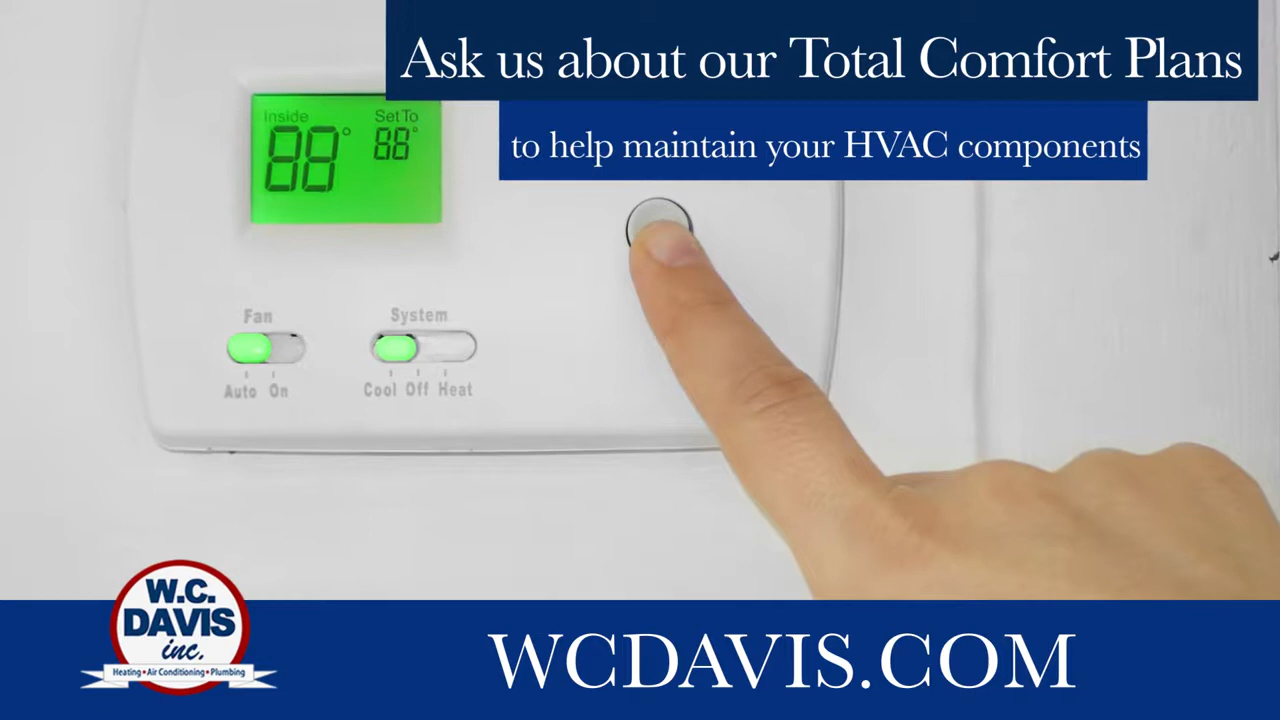 Ask us about our Total Comfort Plans
to help maintain your HVAC components
Inside
Set To
88°
88°
Fan
System
Auto On
Cool Off Heat
W.C.
DAVIS
inc.
Heating • Air Conditioning • Plumbing
WCDAVIS.COM